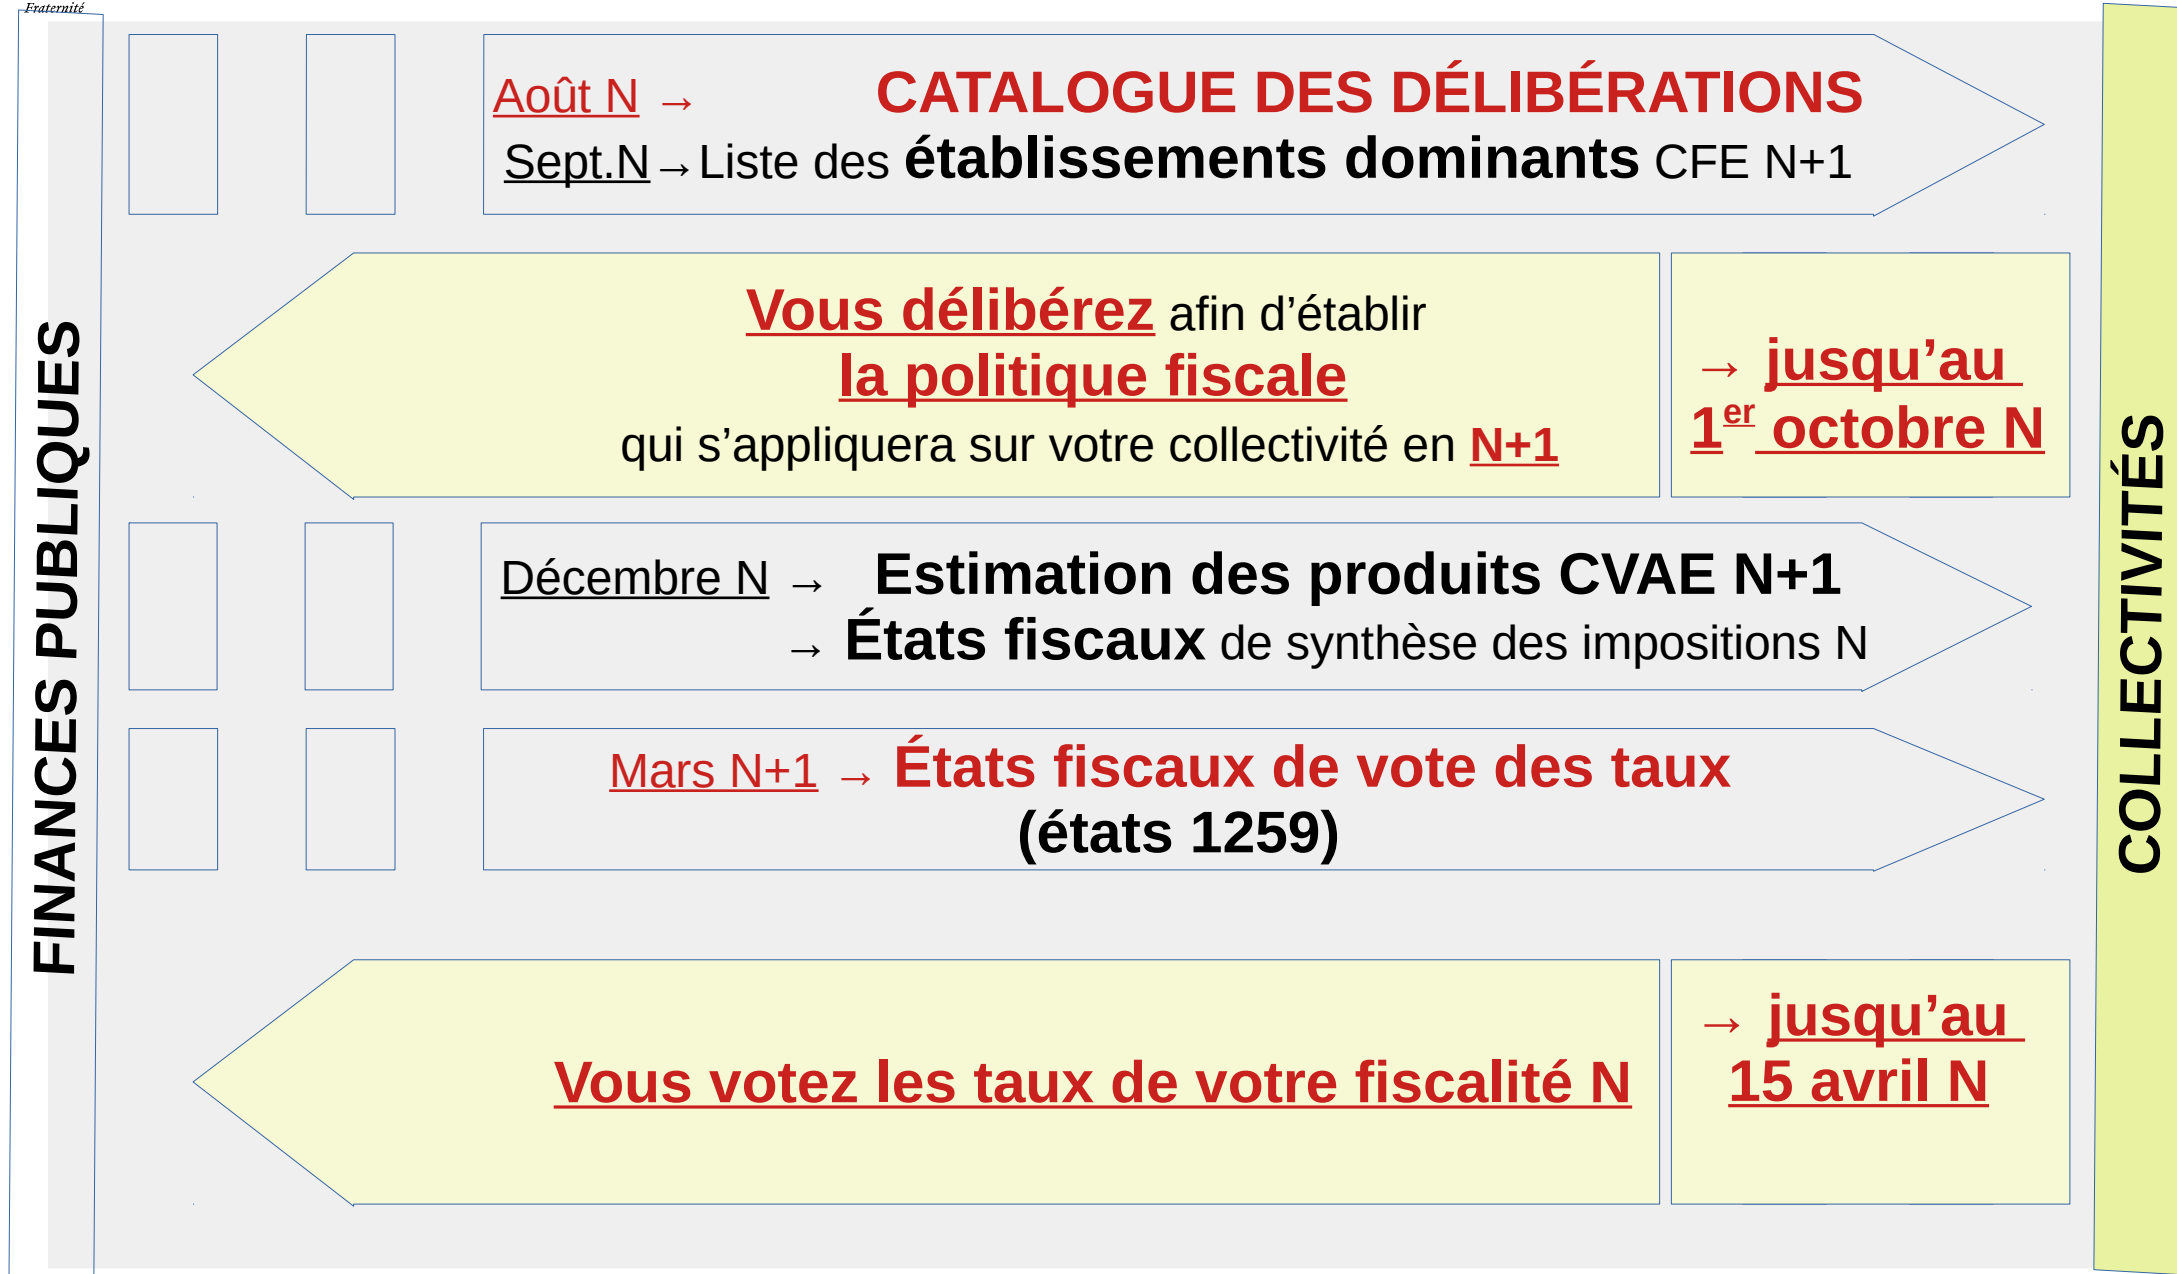 Fraternité
FINANCES PUBLIQUES
Août N → CATALOGUE DES DÉLIBÉRATIONS
Sept.N→Liste des établissements dominants CFE N+1
Vous délibérez afin d’établir
la politique fiscale
qui s’appliquera sur votre collectivité en N+1
→ jusqu’au
1er octobre N
Décembre N → Estimation des produits CVAE N+1
→ États fiscaux de synthèse des impositions N
Mars N+1 → États fiscaux de vote des taux
(états 1259)
Vous votez les taux de votre fiscalité N
→ jusqu’au
15 avril N
COLLECTIVITÉS